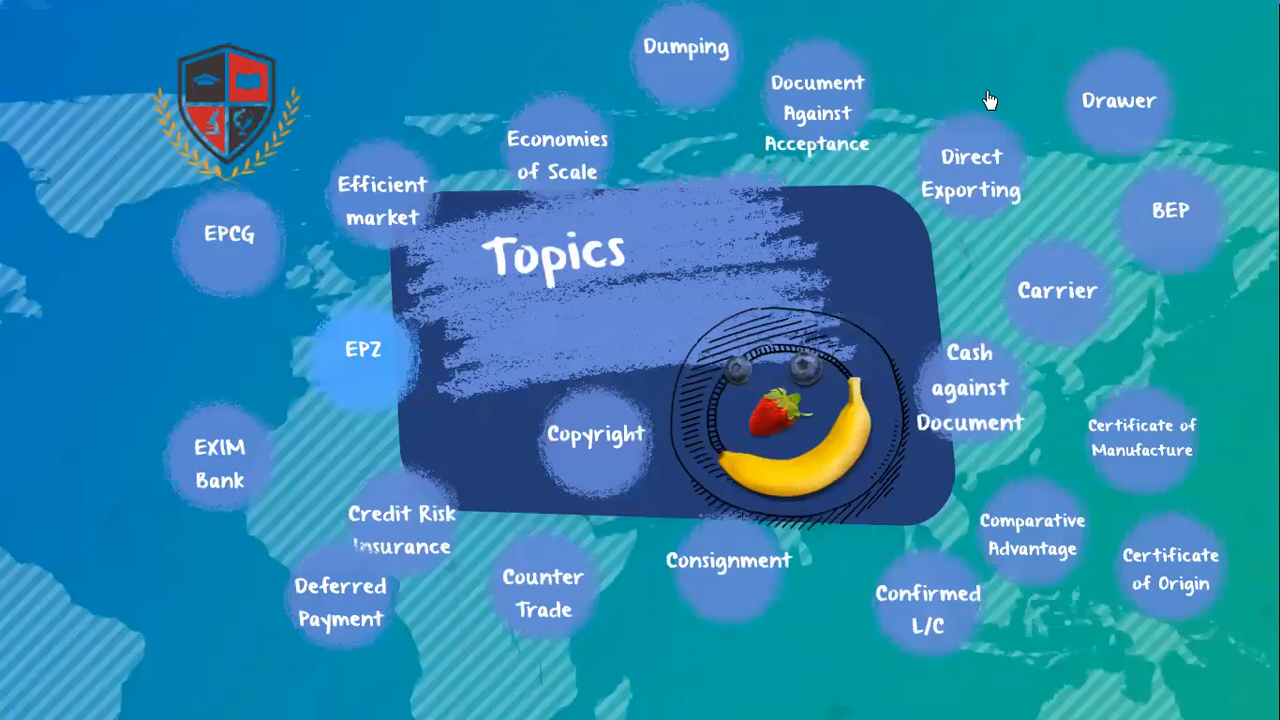 Dumping
Document
Against
Acceptance
Drawer
Economies
of Scale
Direct
Exporting
Efficient
market
BEP
EPCG
Topics
Carrier
EPZ
Cash
against
Document
Copyright
Certificate of
Manufacture
EXIM
Bank
Credit Risk
Insurance
Comparative
Advantage
Consignment
Certificate
of Origin
Counter
Trade
Deferred
Payment
Confirmed
L/C